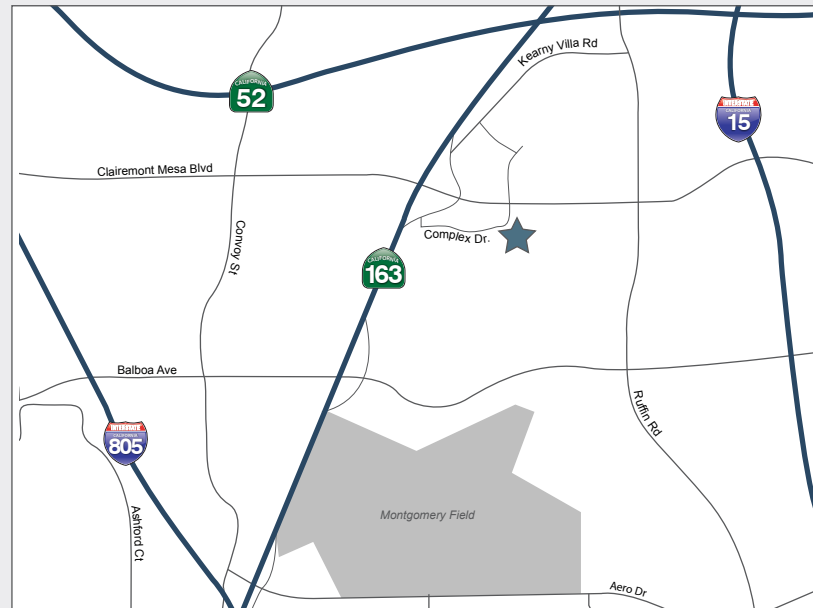 Kearny Villa Rd
CALIFORNIA
52
INTERSTATE
CALIFORNIA
15
Clairemont Mesa Blvd
Convoy St
Complex Dr.
CALIFORNIA
163
Balboa Ave
Ruffin Rd
INTERSTATE
CALIFORNIA
805
Ashford Ct
Montgomery Field
Aero Dr